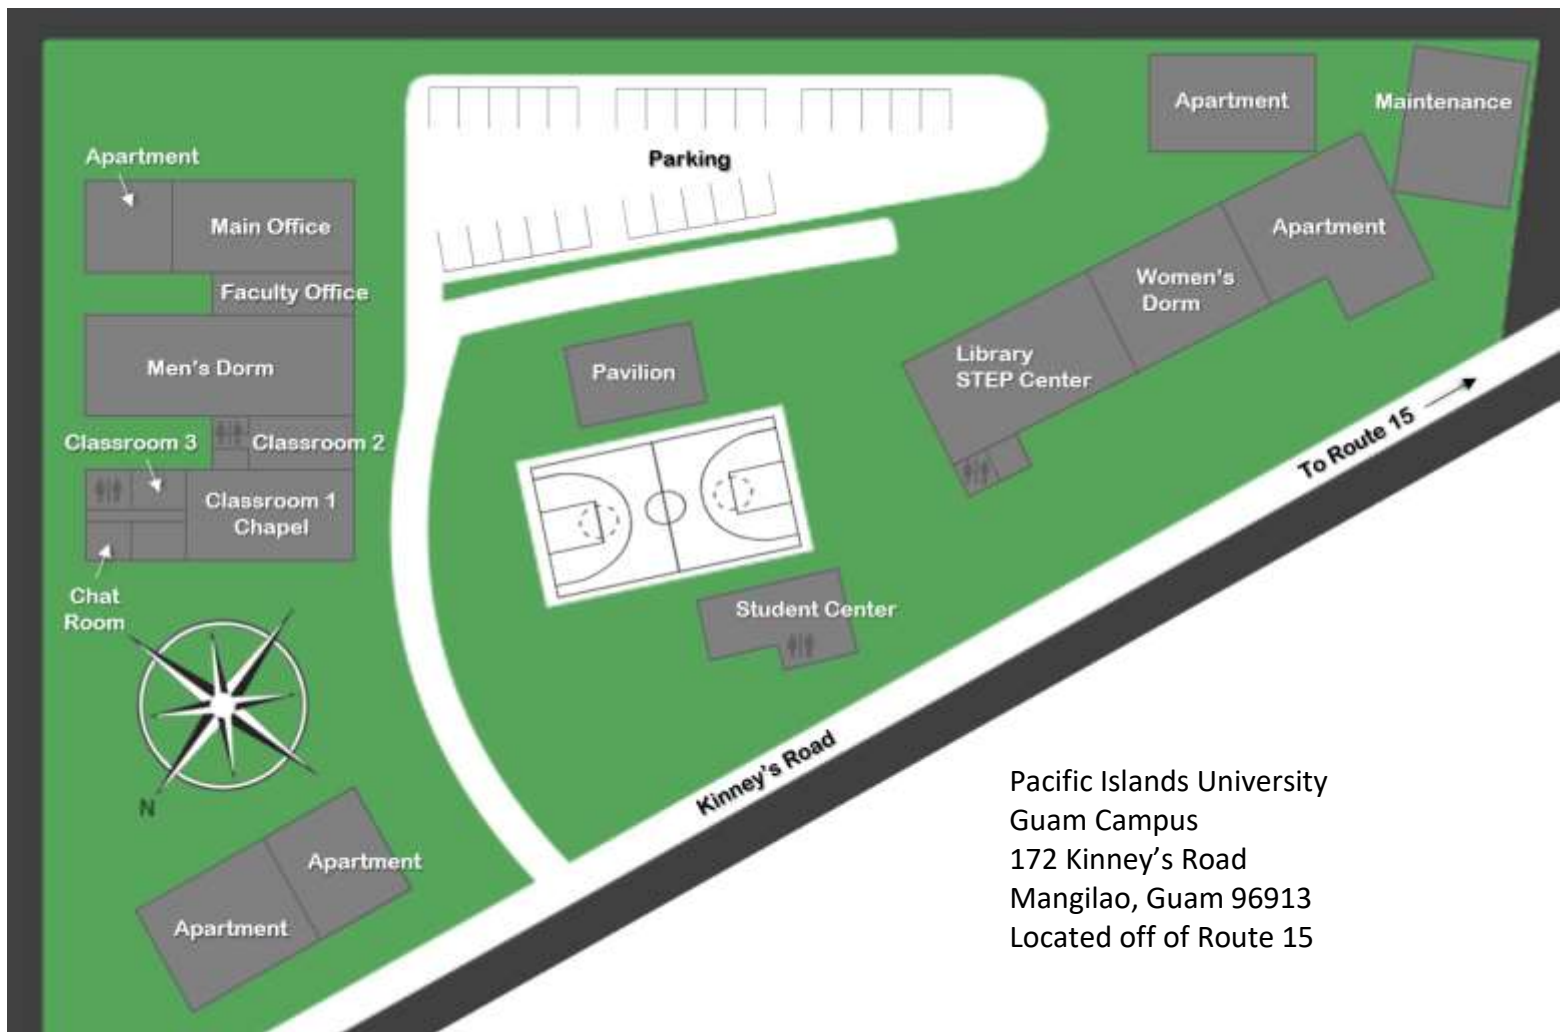 Apartment
Maintenance
Parking
Apartment
Main Office
Apartment
Faculty Office
Women's
Dorm
Library
STEP Center
Men's Dorm
Pavilion
To Route 15
Classroom 3
Classroom 2
Classroom 1
Chapel
Chat
Room
Student Center
N
Kinney's Road
Apartment
Apartment
Pacific Islands University
Guam Campus
172 Kinney’s Road
Mangilao, Guam 96913
Located off of Route 15